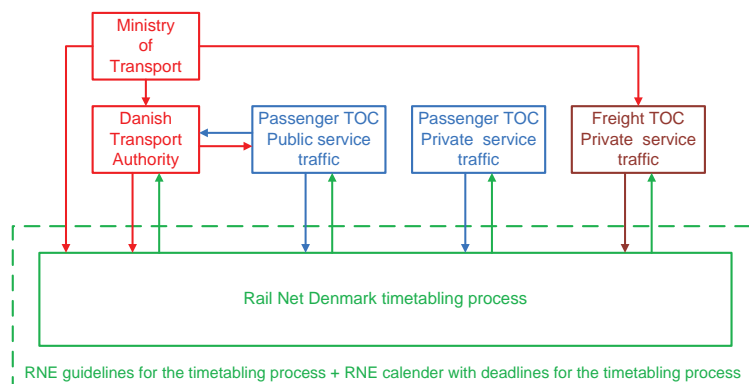 Ministry
of
Transport
Danish
Transport
Authority
Passenger TOC
Public service
traffic
Passenger TOC
Private service
traffic
Freight TOC
Private service
traffic
Rail Net Denmark timetabling process
RNE guidelines for the timetabling process + RNE calender with deadlines for the timetabling process